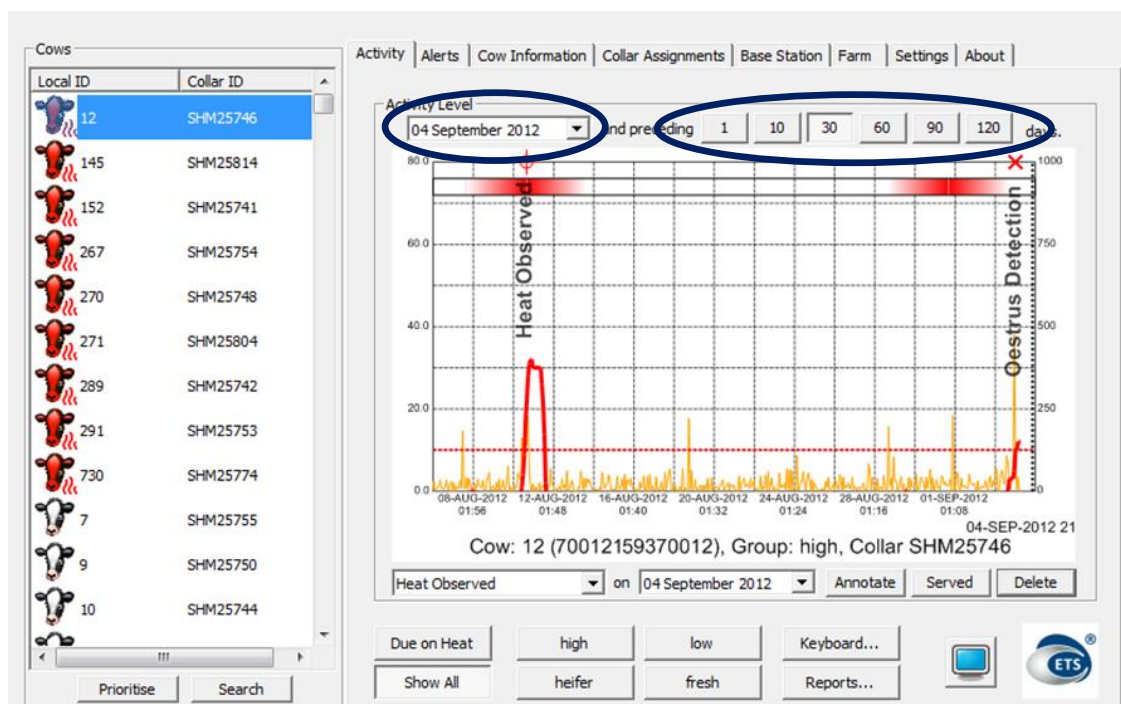 Cows
Local ID Collar ID
12 SHM25746
145 SHM25814
152 SHM25741
267 SHM25754
270 SHM25748
271 SHM25804
289 SHM25742
291 SHM25753
730 SHM25774
7 SHM25755
9 SHM25750
10 SHM25744
Prioritise Search
Activity Alerts Cow Information Collar Assignments Base Station Farm Settings About
Activity Level
04 September 2012 and preceding 1 10 30 60 90 120 days.
80.0 1000
60.0 750
40.0 500
20.0 250
0.0 0
Heat Observed
Oestrus Detection
08-AUG-2012 12-AUG-2012 16-AUG-2012 20-AUG-2012 24-AUG-2012 28-AUG-2012 01-SEP-2012
01:56 01:48 01:40 01:32 01:24 01:16 01:08
04-SEP-2012 21
Cow: 12 (70012159370012), Group: high, Collar SHM25746
Heat Observed on 04 September 2012 Annotate Served Delete
Due on Heat high low Keyboard...
Show All heifer fresh Reports...
ETS ®